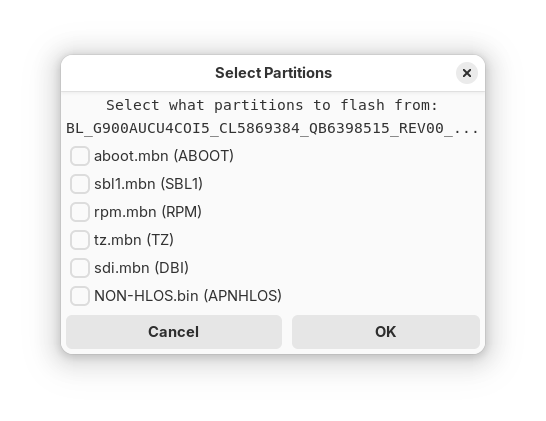 Select Partitions
Select what partitions to flash from:
BL_G900AUCU4COI5_CL5869384_QB6398515_REV00_...
aboot.mbn (ABOOT)
sbl1.mbn (SBL1)
rpm.mbn (RPM)
tz.mbn (TZ)
sdi.mbn (DBI)
NON-HLOS.bin (APNHLOS)
Cancel OK